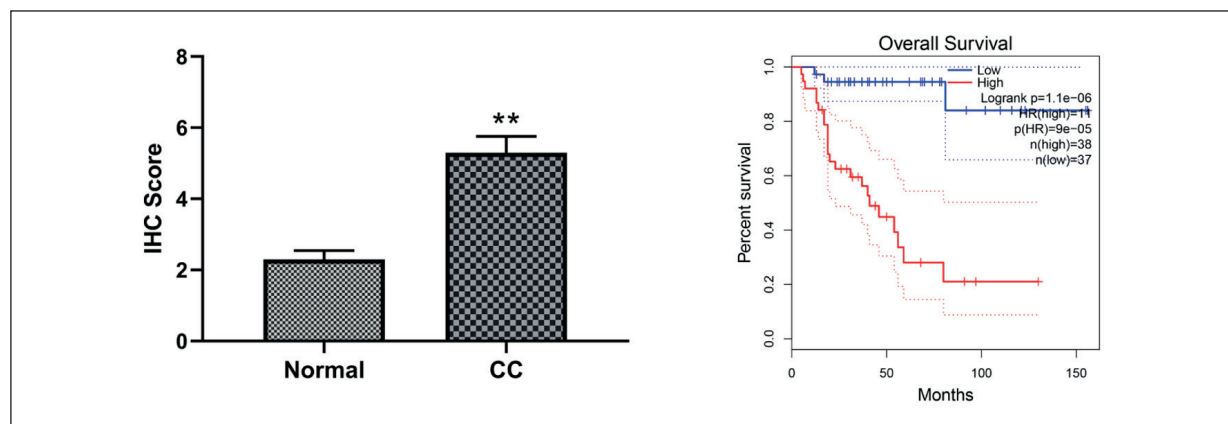 8
6
4
2
0
IHC Score
**
Normal
CC
Overall Survival
Low
High
Logrank p=1.1e−06
HR(high)=11
p(HR)=9e−05
n(high)=38
n(low)=37
Percent survival
1.0
0.8
0.6
0.4
0.2
0.0
0
50
100
150
Months